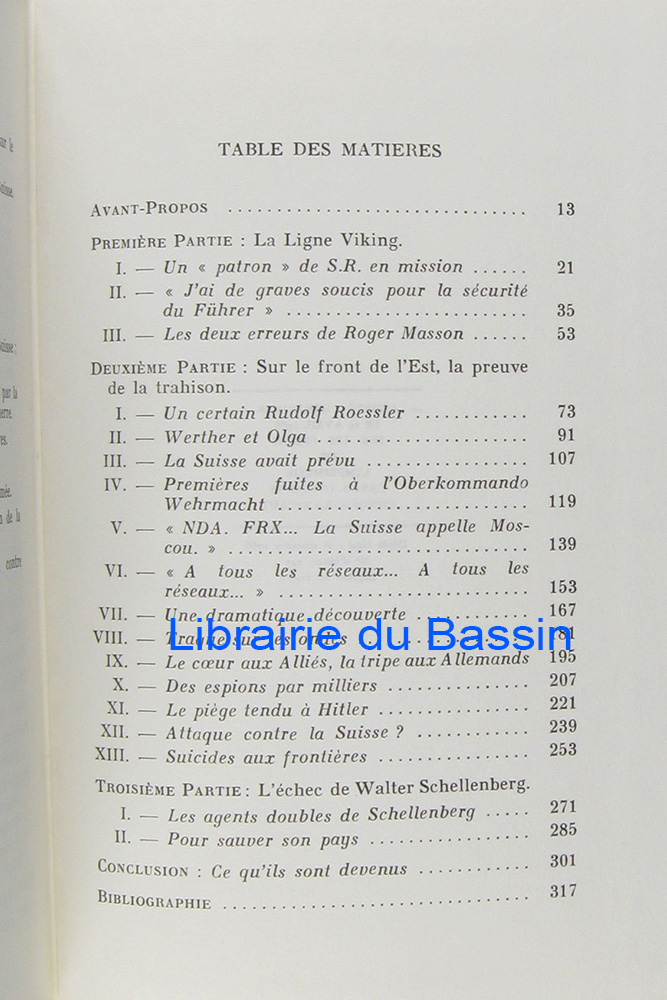 TABLE DES MATIERES
AVANT-PROPOS .............................. 13
PREMIÈRE PARTIE : La Ligne Viking.
I. — Un « patron » de S.R. en mission ...... 21
II. — « J'ai de graves soucis pour la sécurité
du Führer » .......................... 35
III. — Les deux erreurs de Roger Masson ...... 53
DEUXIÈME PARTIE : Sur le front de l'Est, la preuve
de la trahison.
I. — Un certain Rudolf Roessler ............ 73
II. — Werther et Olga ...................... 91
III. — La Suisse avait prévu ................. 107
IV. — Premières fuites à l'Oberkommando
Wehrmacht ........................... 119
V. — « NDA. FRX... La Suisse appelle Mos-
cou. » ............................... 139
VI. — « A tous les réseaux... A tous les
réseaux... » .......................... 153
VII. — Une dramatique découverte ............ 167
VIII. — ... 181
Librairie du Bassin
IX. — Le cœur aux Alliés, la tripe aux Allemands 195
X. — Des espions par milliers ............... 207
XI. — Le piège tendu à Hitler ................ 221
XII. — Attaque contre la Suisse ? ............ 239
XIII. — Suicides aux frontières ................ 253
TROISIÈME PARTIE : L'échec de Walter Schellenberg.
I. — Les agents doubles de Schellenberg ..... 271
II. — Pour sauver son pays ................. 285
CONCLUSION : Ce qu'ils sont devenus ............ 301
BIBLIOGRAPHIE ............................... 317